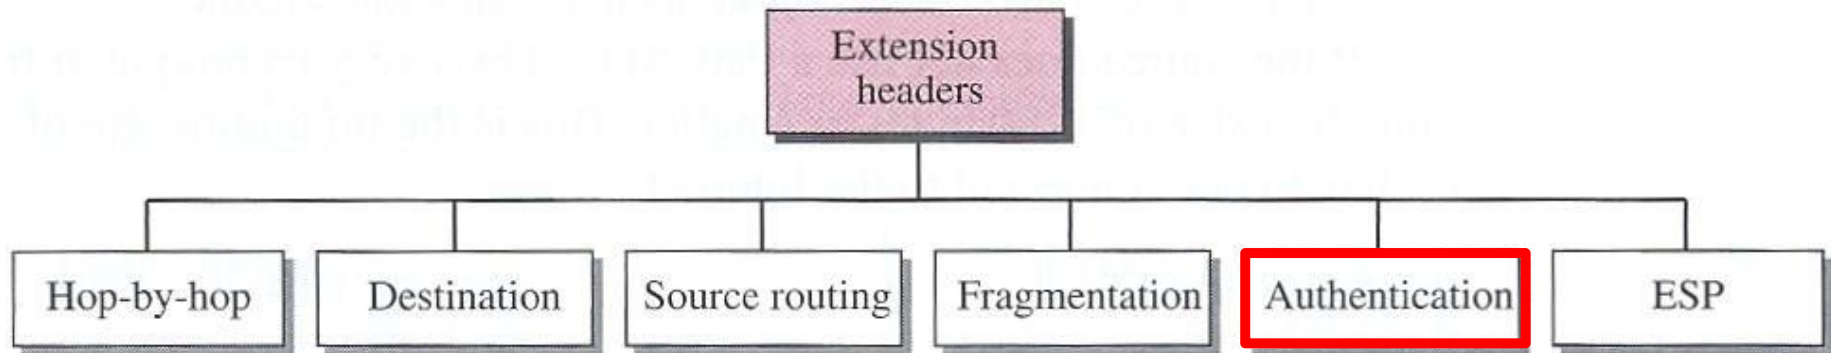 Extension
headers
Hop-by-hop
Destination
Source routing
Fragmentation
Authentication
ESP